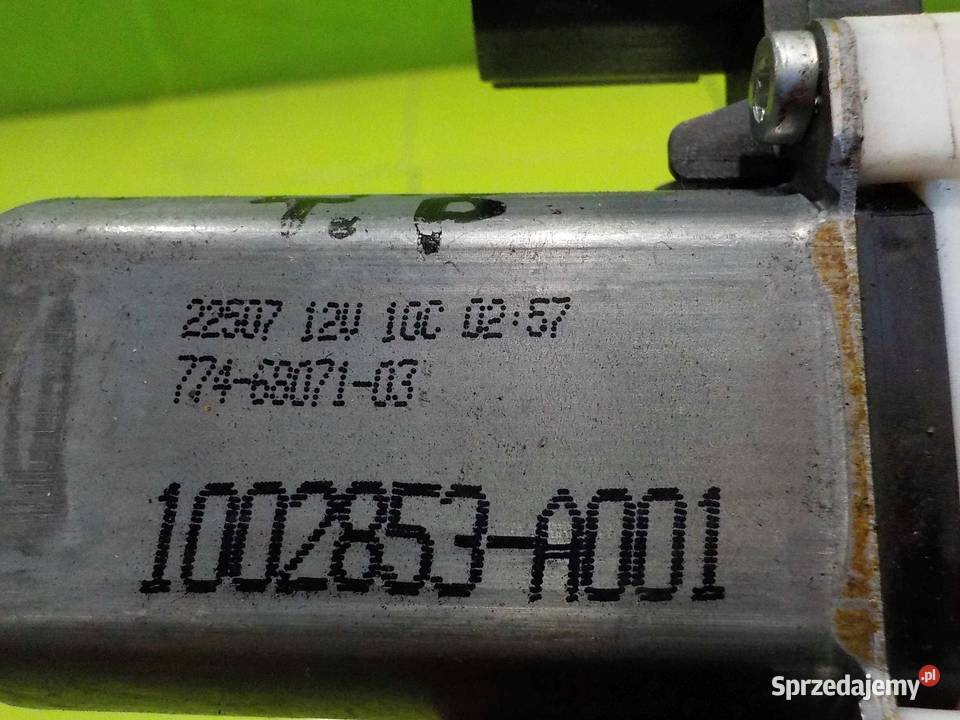 T.P
22507 12V 10C 02:57
774-68071-03
1002853-A001
Sprzedajemy.pl